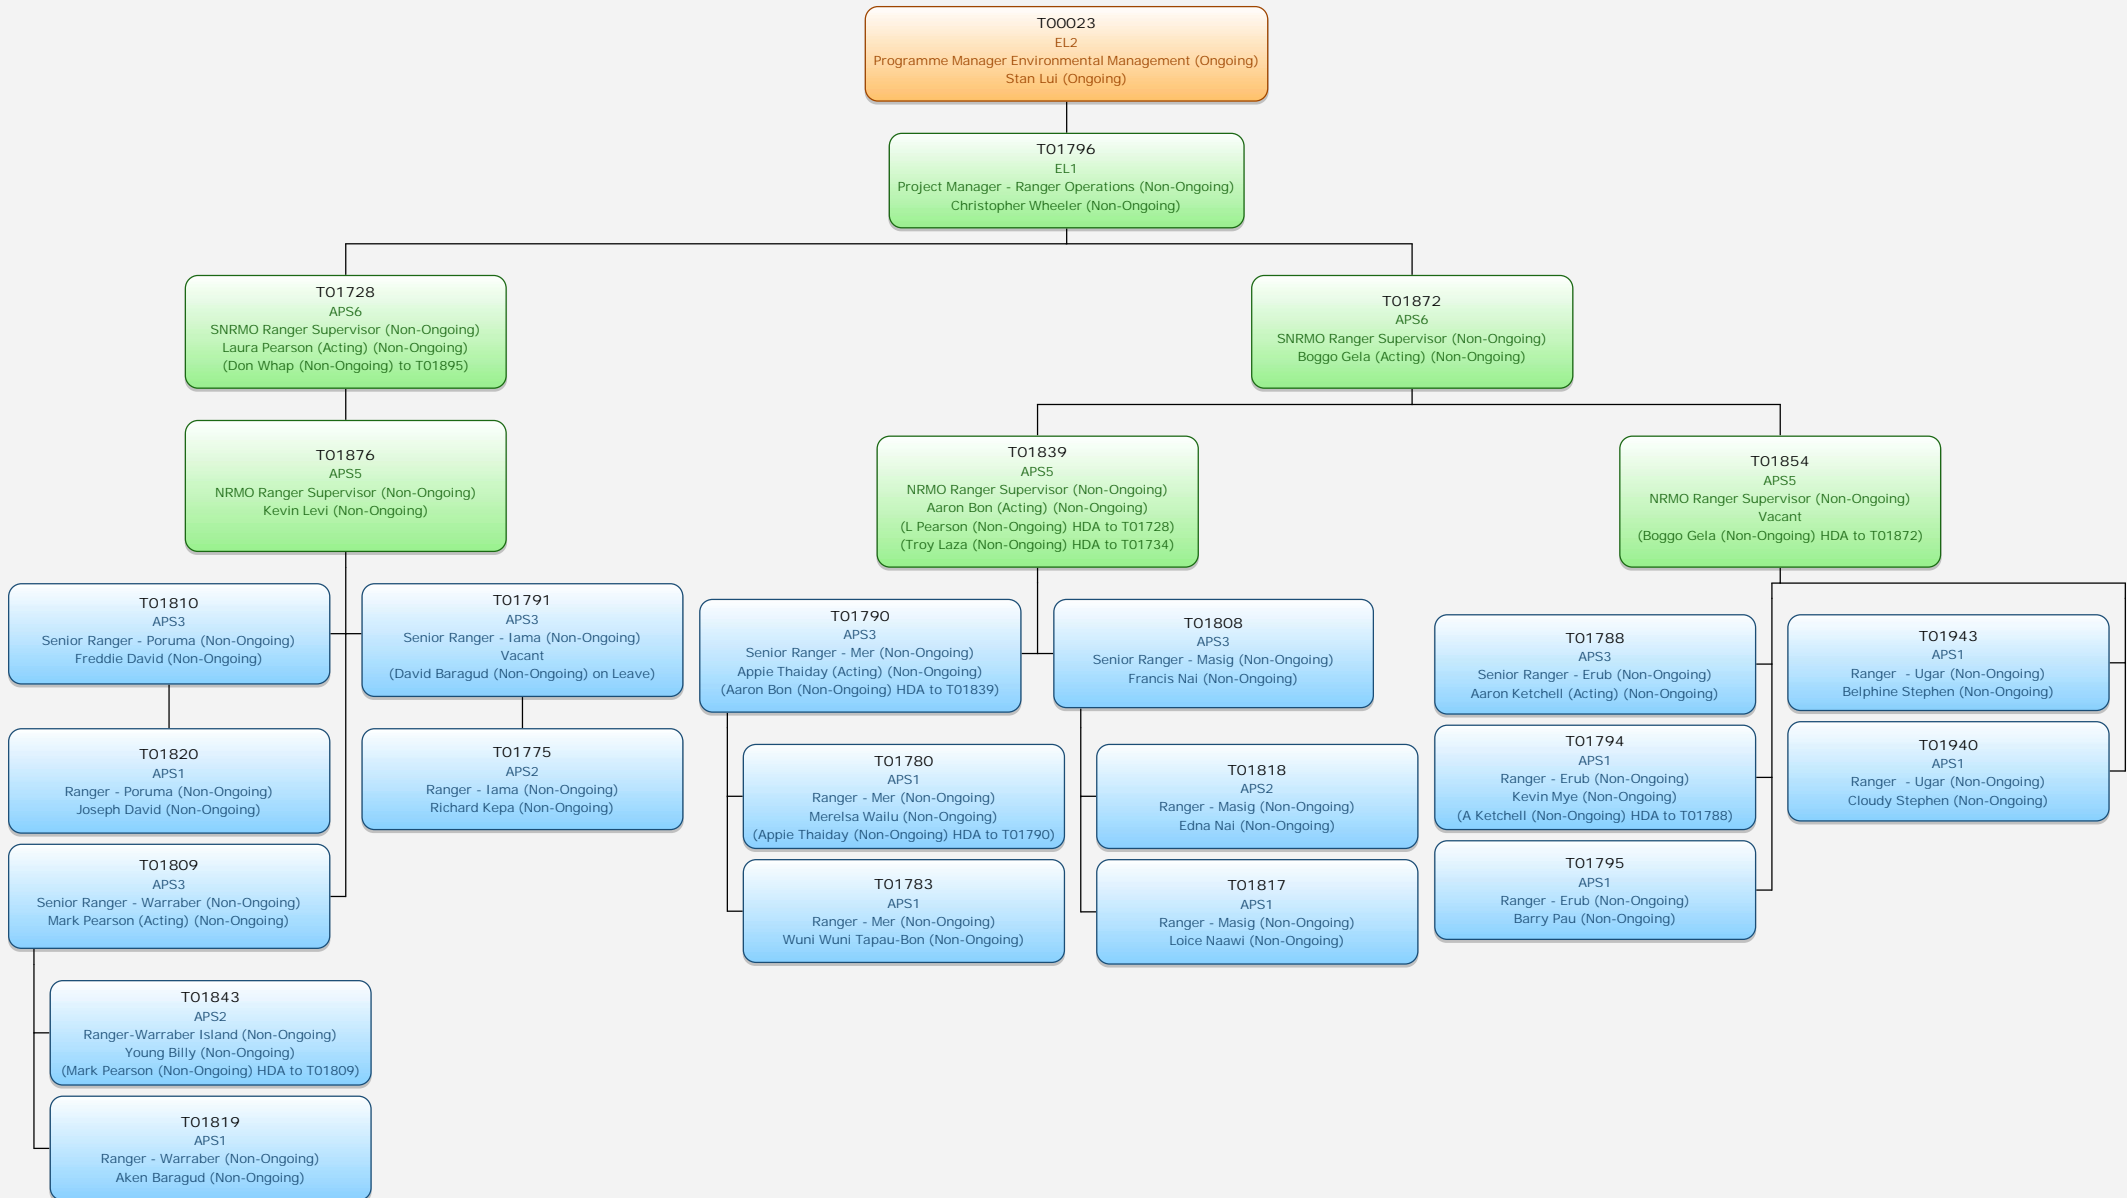 T00023
EL2
Programme Manager Environmental Management (Ongoing)
Stan Lui (Ongoing)
T01796
EL1
Project Manager - Ranger Operations (Non-Ongoing)
Christopher Wheeler (Non-Ongoing)
T01728
APS6
SNRMO Ranger Supervisor (Non-Ongoing)
Laura Pearson (Acting) (Non-Ongoing)
(Don Whap (Non-Ongoing) to T01895)
T01872
APS6
SNRMO Ranger Supervisor (Non-Ongoing)
Boggo Gela (Acting) (Non-Ongoing)
T01876
APS5
NRMO Ranger Supervisor (Non-Ongoing)
Kevin Levi (Non-Ongoing)
T01839
APS5
NRMO Ranger Supervisor (Non-Ongoing)
Aaron Bon (Acting) (Non-Ongoing)
(L Pearson (Non-Ongoing) HDA to T01728)
(Troy Laza (Non-Ongoing) HDA to T01734)
T01854
APS5
NRMO Ranger Supervisor (Non-Ongoing)
Vacant
(Boggo Gela (Non-Ongoing) HDA to T01872)
T01810
APS3
Senior Ranger - Poruma (Non-Ongoing)
Freddie David (Non-Ongoing)
T01791
APS3
Senior Ranger - Iama (Non-Ongoing)
Vacant
(David Baragud (Non-Ongoing) on Leave)
T01790
APS3
Senior Ranger - Mer (Non-Ongoing)
Appie Thaiday (Acting) (Non-Ongoing)
(Aaron Bon (Non-Ongoing) HDA to T01839)
T01808
APS3
Senior Ranger - Masig (Non-Ongoing)
Francis Nai (Non-Ongoing)
T01788
APS3
Senior Ranger - Erub (Non-Ongoing)
Aaron Ketchell (Acting) (Non-Ongoing)
T01943
APS1
Ranger  - Ugar (Non-Ongoing)
Belphine Stephen (Non-Ongoing)
T01820
APS1
Ranger - Poruma (Non-Ongoing)
Joseph David (Non-Ongoing)
T01775
APS2
Ranger - Iama (Non-Ongoing)
Richard Kepa (Non-Ongoing)
T01780
APS1
Ranger - Mer (Non-Ongoing)
Merelsa Wailu (Non-Ongoing)
(Appie Thaiday (Non-Ongoing) HDA to T01790)
T01818
APS2
Ranger - Masig (Non-Ongoing)
Edna Nai (Non-Ongoing)
T01794
APS1
Ranger - Erub (Non-Ongoing)
Kevin Mye (Non-Ongoing)
(A Ketchell (Non-Ongoing) HDA to T01788)
T01940
APS1
Ranger  - Ugar (Non-Ongoing)
Cloudy Stephen (Non-Ongoing)
T01809
APS3
Senior Ranger - Warraber (Non-Ongoing)
Mark Pearson (Acting) (Non-Ongoing)
T01783
APS1
Ranger - Mer (Non-Ongoing)
Wuni Wuni Tapau-Bon (Non-Ongoing)
T01817
APS1
Ranger - Masig (Non-Ongoing)
Loice Naawi (Non-Ongoing)
T01795
APS1
Ranger - Erub (Non-Ongoing)
Barry Pau (Non-Ongoing)
T01843
APS2
Ranger-Warraber Island (Non-Ongoing)
Young Billy (Non-Ongoing)
(Mark Pearson (Non-Ongoing) HDA to T01809)
T01819
APS1
Ranger - Warraber (Non-Ongoing)
Aken Baragud (Non-Ongoing)